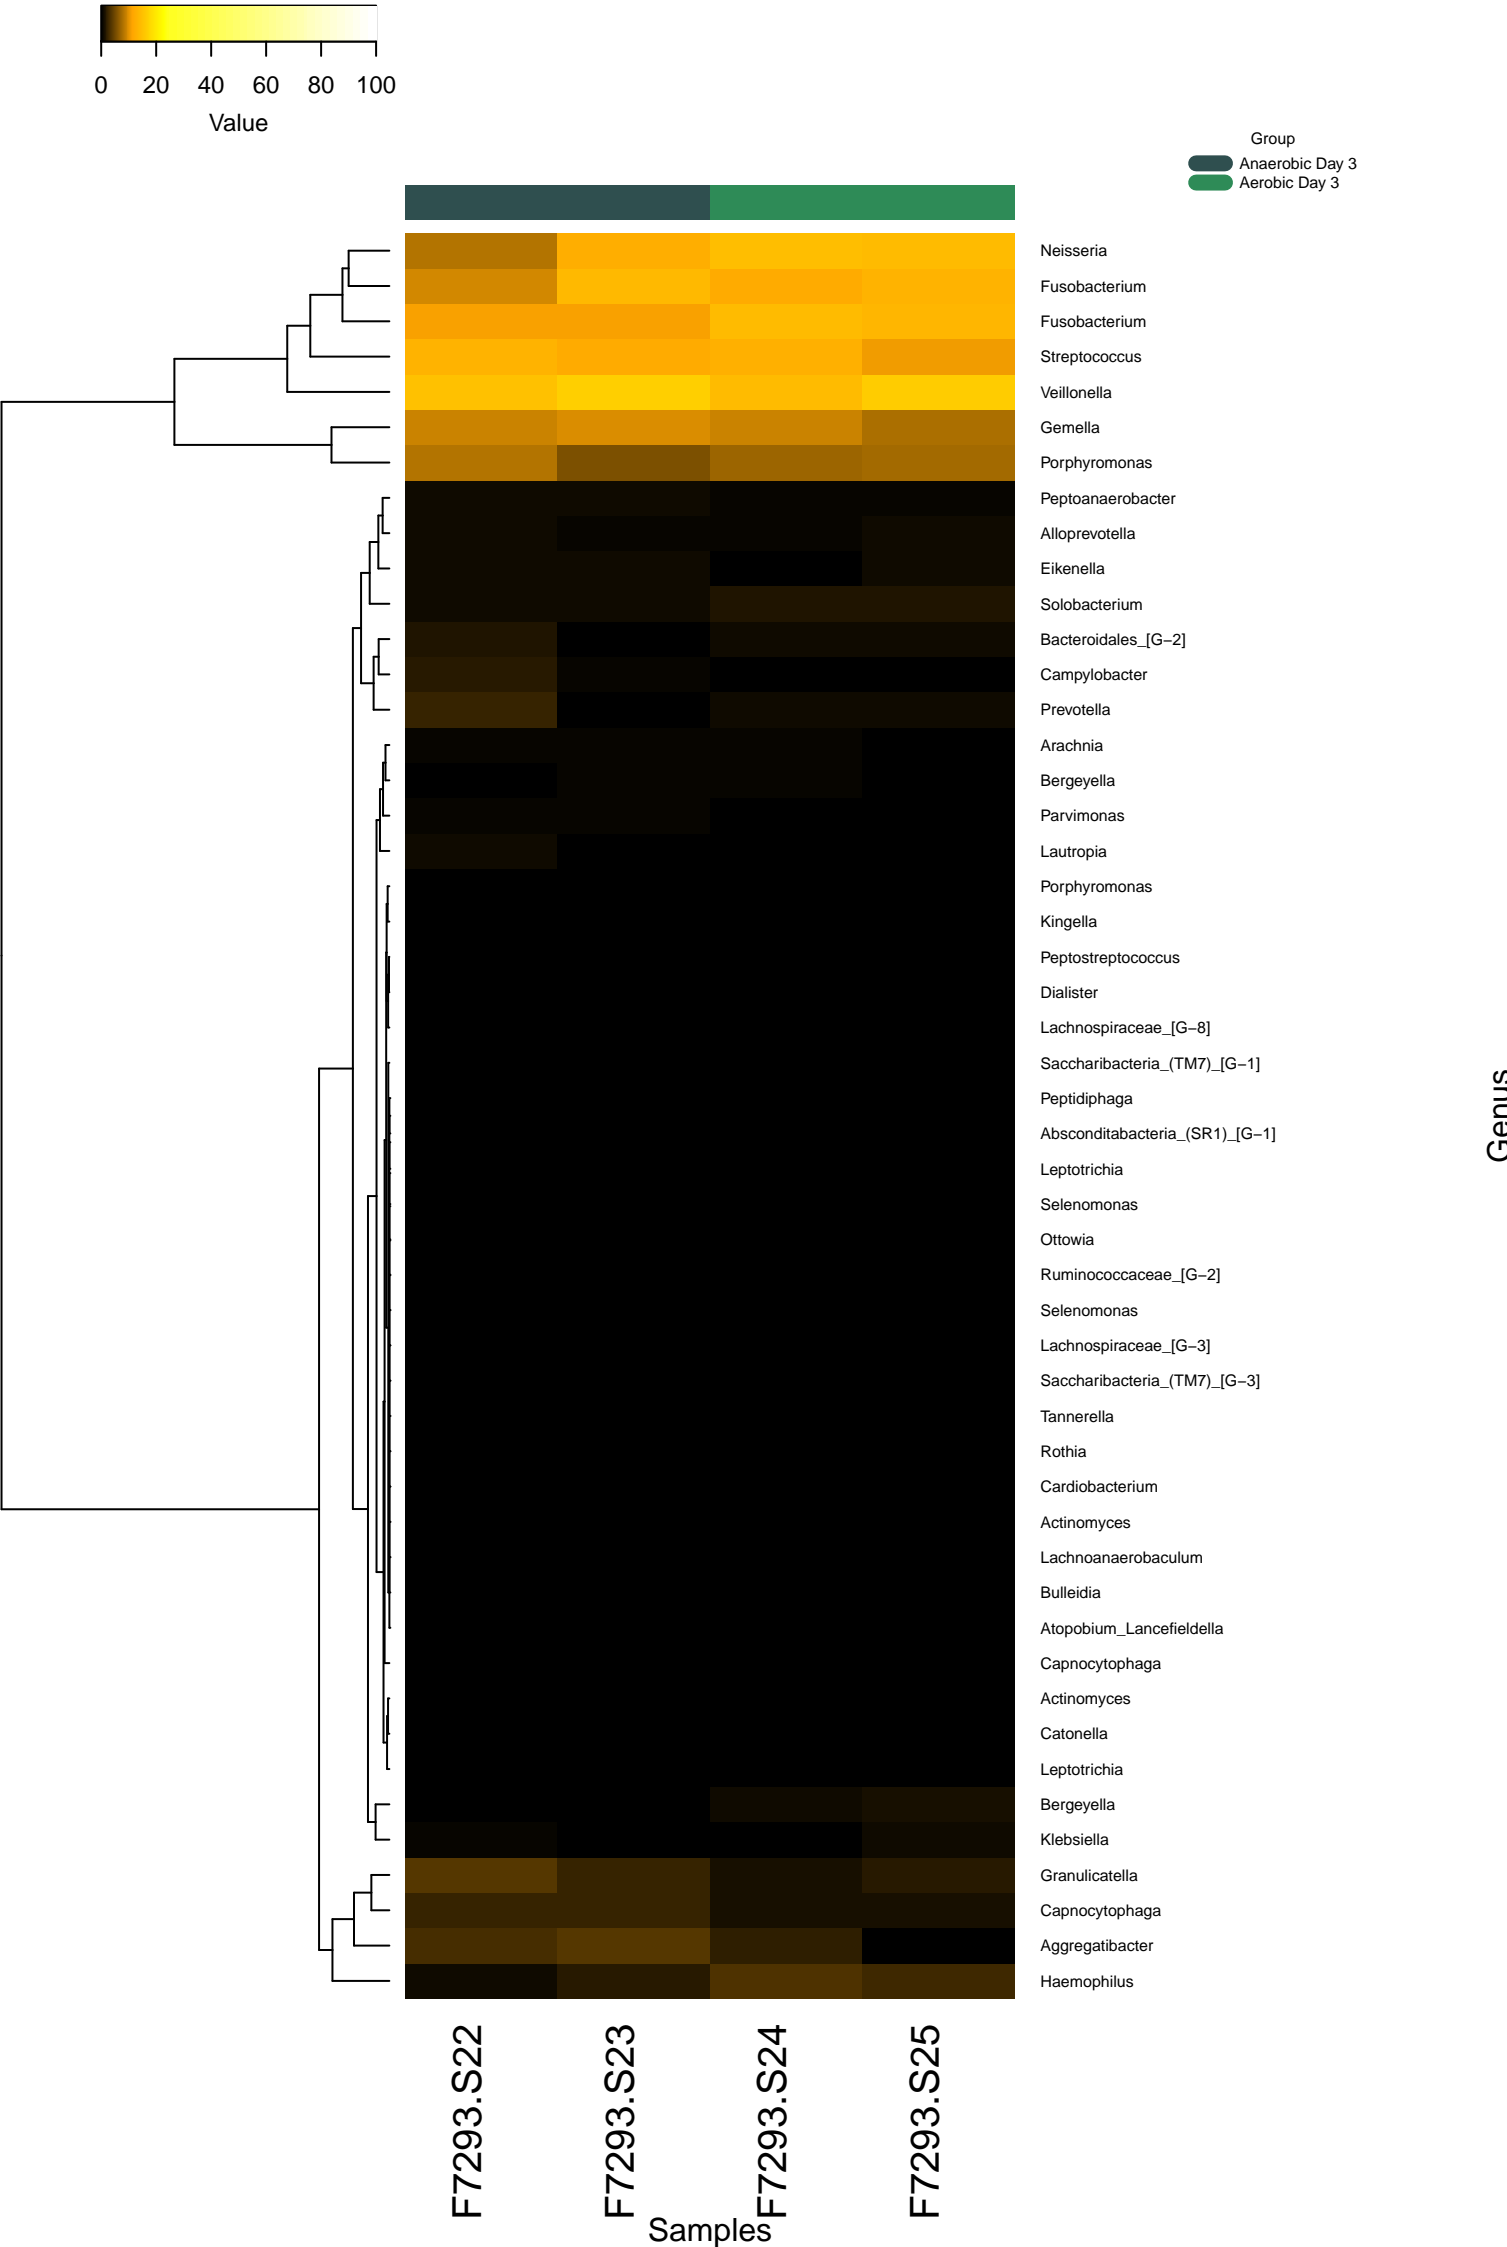 0 20 40 60 80 100
Value
Group
Anaerobic Day 3
Aerobic Day 3
Neisseria
Fusobacterium
Fusobacterium
Streptococcus
Veillonella
Gemella
Porphyromonas
Peptoanaerobacter
Alloprevotella
Eikenella
Solobacterium
Bacteroidales_[G−2]
Campylobacter
Prevotella
Arachnia
Bergeyella
Parvimonas
Lautropia
Porphyromonas
Kingella
Peptostreptococcus
Dialister
Lachnospiraceae_[G−8]
Saccharibacteria_(TM7)_[G−1]
Peptidiphaga
Absconditabacteria_(SR1)_[G−1]
Leptotrichia
Selenomonas
Ottowia
Ruminococcaceae_[G−2]
Selenomonas
Lachnospiraceae_[G−3]
Saccharibacteria_(TM7)_[G−3]
Tannerella
Rothia
Cardiobacterium
Actinomyces
Lachnoanaerobaculum
Bulleidia
Atopobium_Lancefieldella
Capnocytophaga
Actinomyces
Catonella
Leptotrichia
Bergeyella
Klebsiella
Granulicatella
Capnocytophaga
Aggregatibacter
Haemophilus
Genus
F7293.S22
F7293.S23
F7293.S24
F7293.S25
Samples